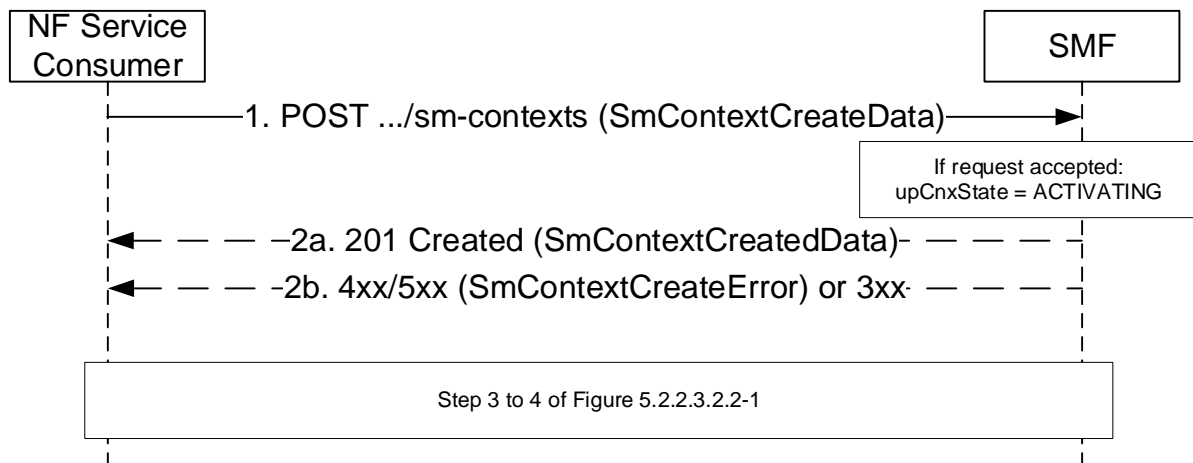 NF Service
Consumer
SMF
1. POST .../sm-contexts (SmContextCreateData)
If request accepted:
upCnxState = ACTIVATING
2a. 201 Created (SmContextCreatedData)
2b. 4xx/5xx (SmContextCreateError) or 3xx
Step 3 to 4 of Figure 5.2.2.3.2.2-1